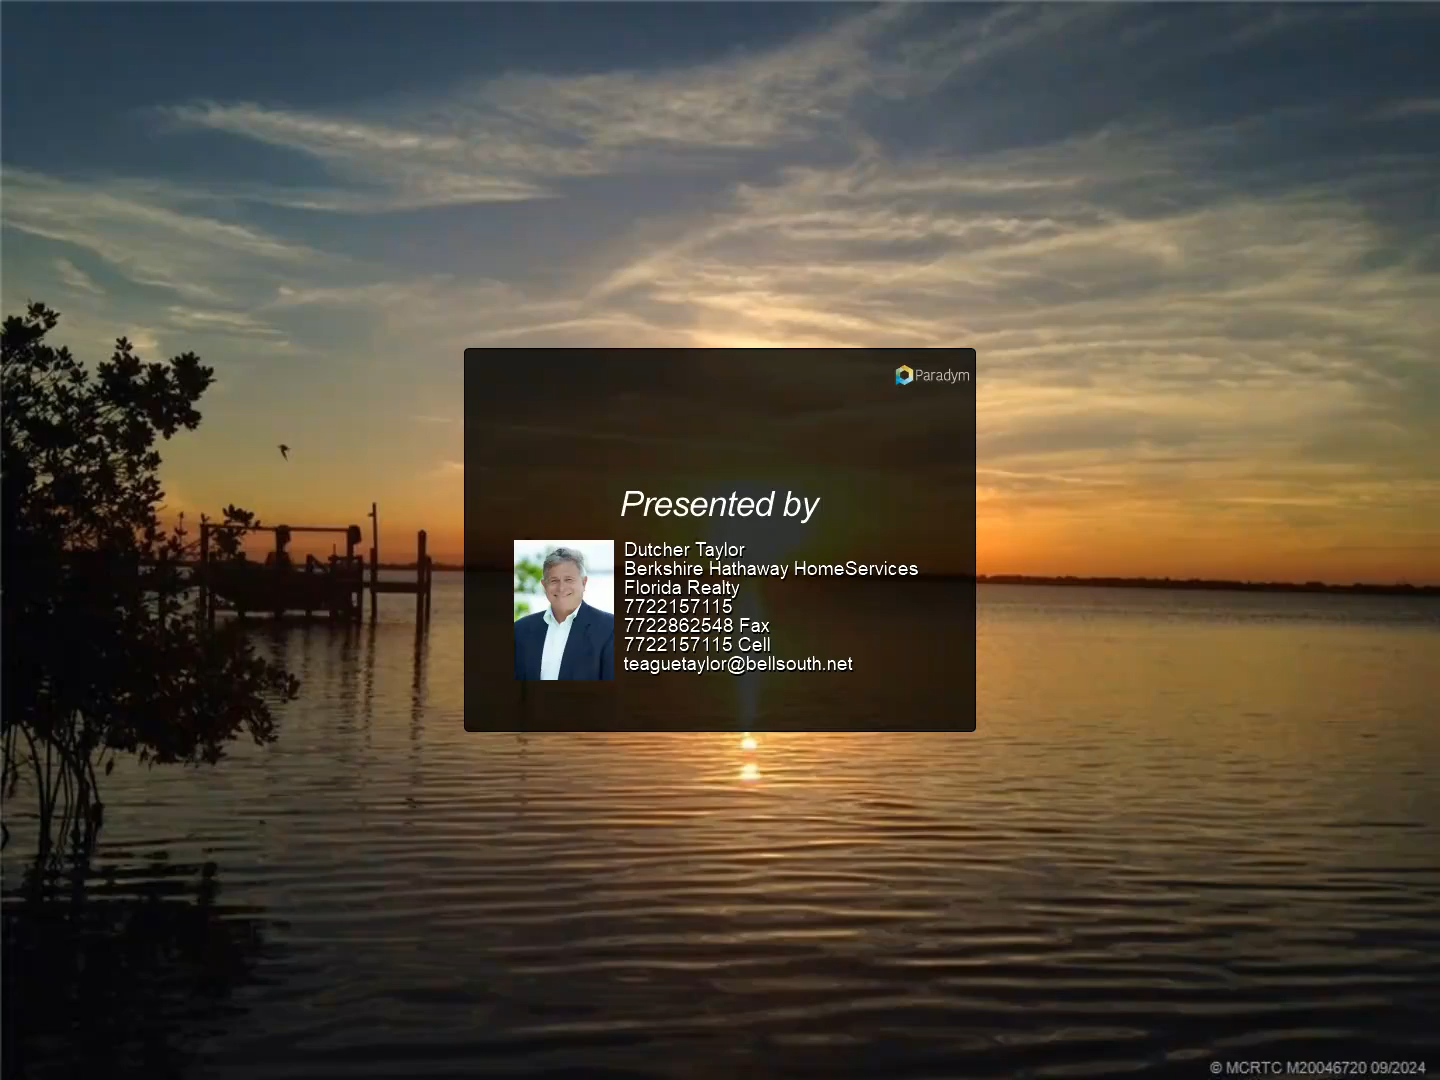 Paradym
Presented by
Dutcher Taylor
Berkshire Hathaway HomeServices
Florida Realty
7722157115
7722862548 Fax
7722157115 Cell
teaguetaylor@bellsouth.net
© MCRTC M20046720 09/2024